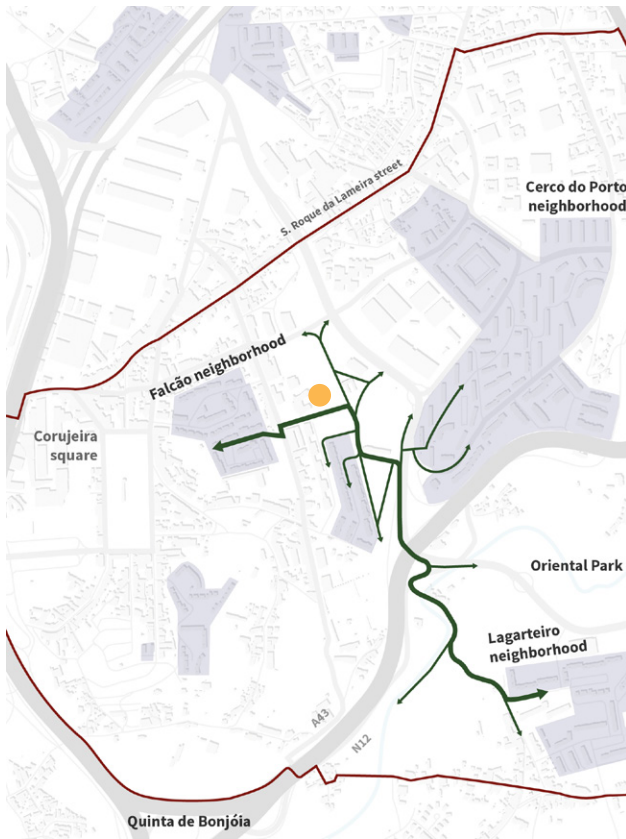 S. Roque da Lameira street
Cerco do Porto
neighborhood
Falcão neighborhood
Corujeira
square
Oriental Park
Lagarteiro
neighborhood
A43
N12
Quinta de Bonjóia